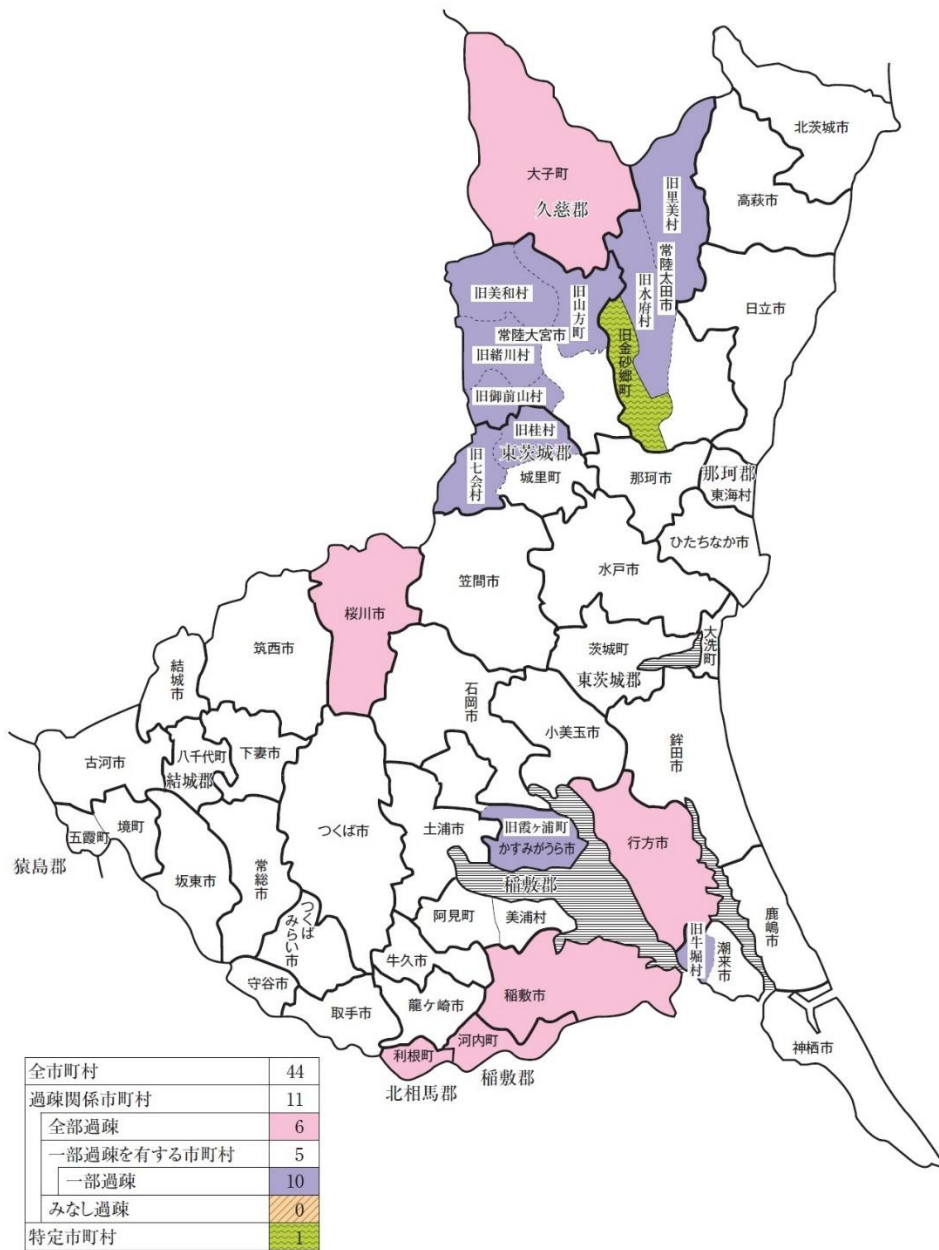 北茨城市
大子町
久慈郡
旧里美村
高萩市
常陸太田市
旧水府村
旧美和村
旧山方町
日立市
常陸大宮市
旧緒川村
旧金砂郷町
旧御前山村
旧桂村
東茨城郡
旧七会村
城里町
那珂市
那珂郡
東海村
ひたちなか市
水戸市
笠間市
桜川市
筑西市
茨城町
東茨城郡
大洗町
結城市
石岡市
小美玉市
鉾田市
古河市
八千代町
結城郡
下妻市
つくば市
土浦市
旧霞ヶ浦町
かすみがうら市
行方市
五霞町
境町
猿島郡
坂東市
常総市
稲敷郡
つくば
みらい市
阿見町
美浦村
鹿嶋市
旧牛堀村
潮来市
牛久市
守谷市
取手市
龍ケ崎市
稲敷市
神栖市
利根町
河内町
北相馬郡
稲敷郡
全市町村 44
過疎関係市町村 11
全部過疎 6
一部過疎を有する市町村 5
一部過疎 10
みなし過疎 0
特定市町村 1